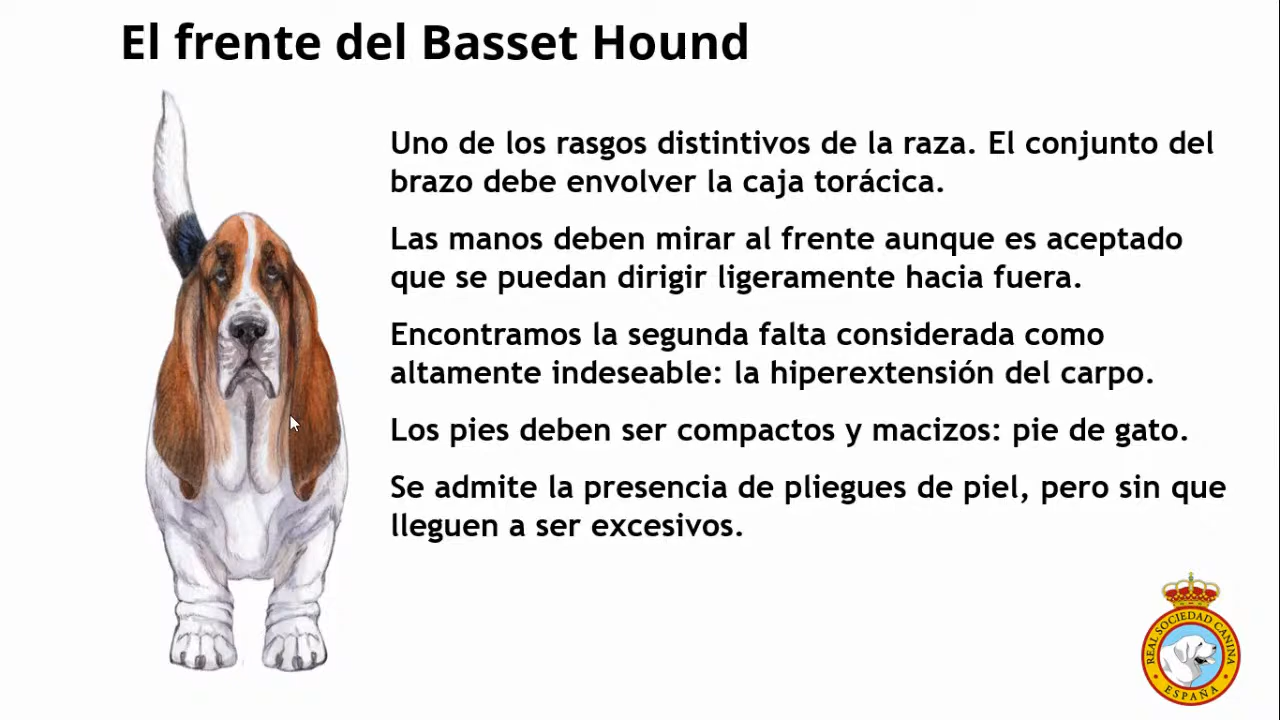 El frente del Basset Hound
Uno de los rasgos distintivos de la raza. El conjunto del
brazo debe envolver la caja torácica.
Las manos deben mirar al frente aunque es aceptado
que se puedan dirigir ligeramente hacia fuera.
Encontramos la segunda falta considerada como
altamente indeseable: la hiperextensión del carpo.
Los pies deben ser compactos y macizos: pie de gato.
Se admite la presencia de pliegues de piel, pero sin que
lleguen a ser excesivos.
REAL SOCIEDAD CANINA
ESPAÑA